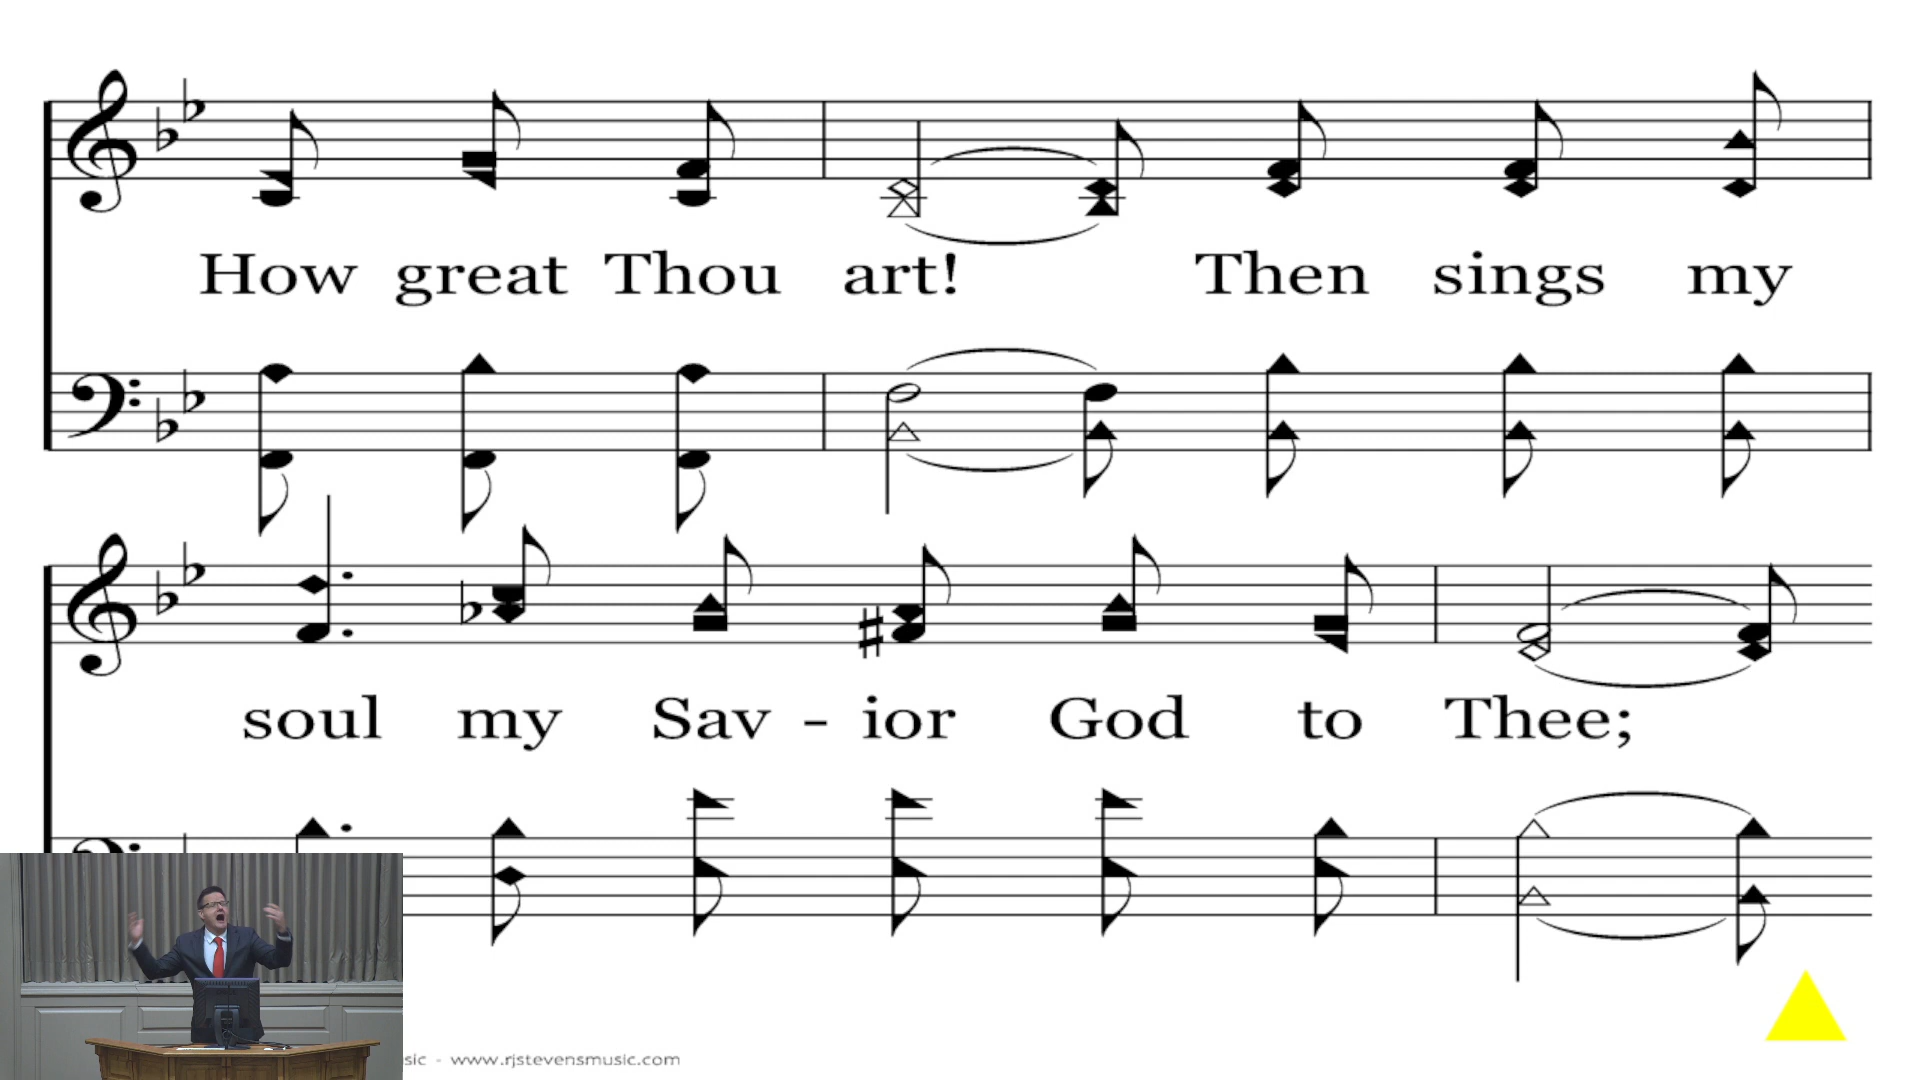 How great Thou art! Then sings my
soul my Sav - ior God to Thee;
sic - www.rjstevensmusic.com